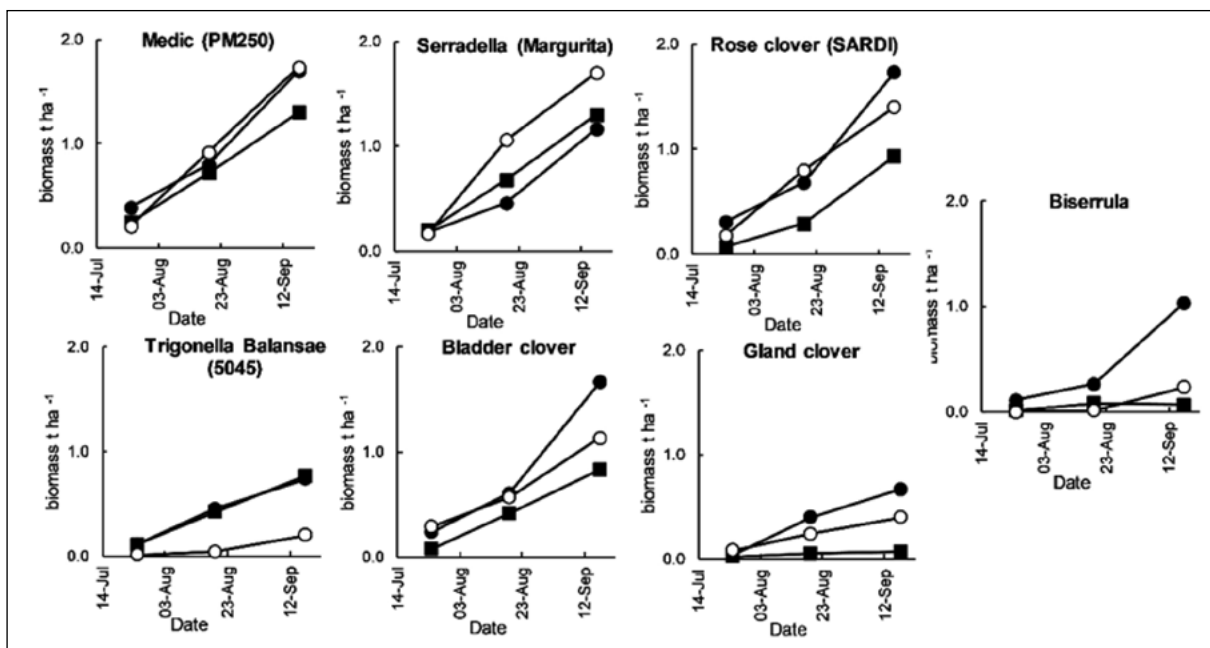 Medic (PM250)
2.0
1.0
0.0
biomass t ha -1
14-Jul
03-Aug
23-Aug
12-Sep
Date
Serradella (Margurita)
2.0
1.0
0.0
biomass t ha -1
14-Jul
03-Aug
23-Aug
12-Sep
Date
Rose clover (SARDI)
2.0
1.0
0.0
biomass t ha -1
14-Jul
03-Aug
23-Aug
12-Sep
Date
Biserrula
2.0
1.0
0.0
biomass t ha -1
14-Jul
03-Aug
23-Aug
12-Sep
Date
Trigonella Balansae
(5045)
2.0
1.0
0.0
biomass t ha -1
14-Jul
03-Aug
23-Aug
12-Sep
Date
Bladder clover
2.0
1.0
0.0
biomass t ha -1
14-Jul
03-Aug
23-Aug
12-Sep
Date
Gland clover
2.0
1.0
0.0
biomass t ha -1
14-Jul
03-Aug
23-Aug
12-Sep
Date